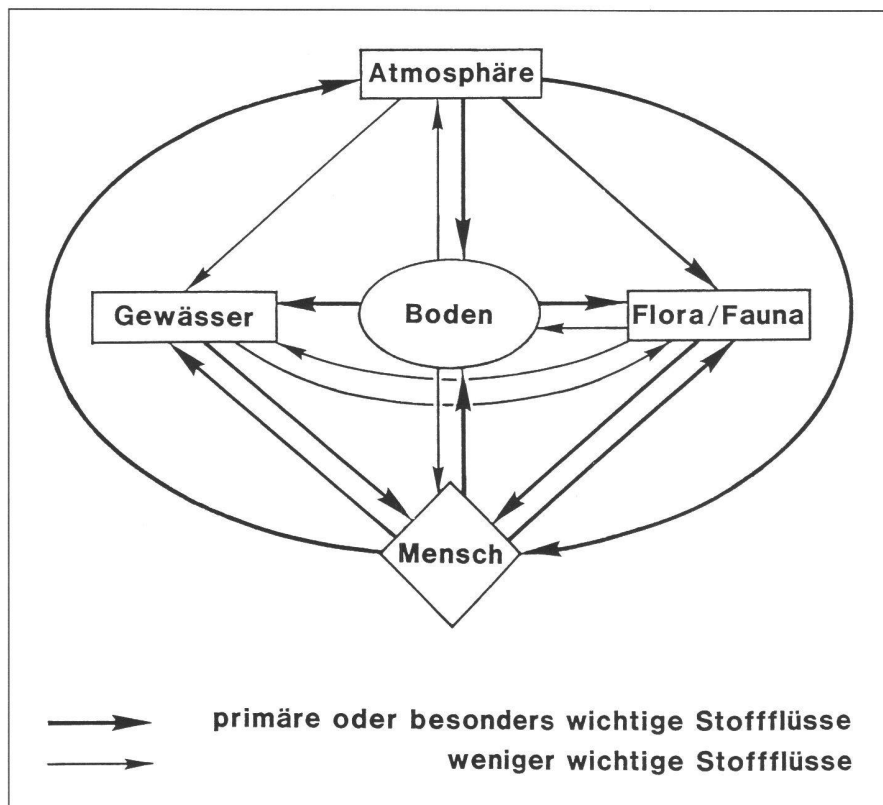 Atmosphäre
Gewässer
Boden
Flora/Fauna
Mensch
primäre oder besonders wichtige Stoffflüsse
weniger wichtige Stoffflüsse